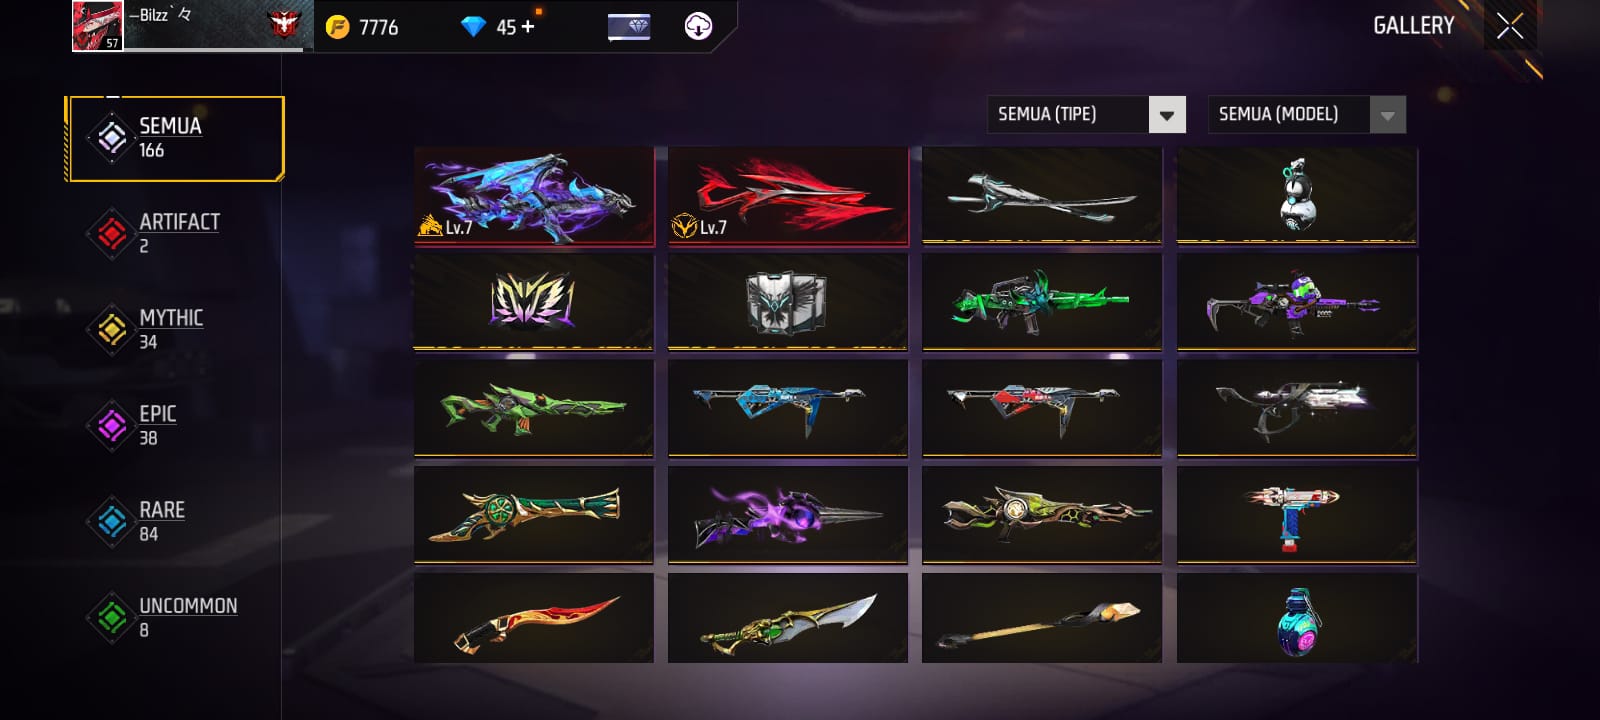 —Bilzz` 々
57
7776
45 +
GALLERY
SEMUA
166
ARTIFACT
2
MYTHIC
34
EPIC
38
RARE
84
UNCOMMON
8
SEMUA (TIPE)
SEMUA (MODEL)
Lv.7
Lv.7